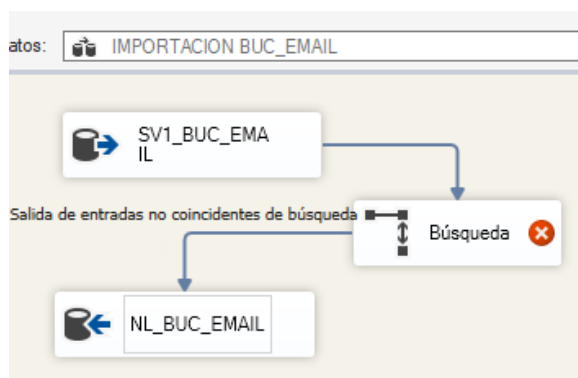 atos:
IMPORTACION BUC_EMAIL
SV1_BUC_EMA
IL
Salida de entradas no coincidentes de búsqueda
Búsqueda
NL_BUC_EMAIL